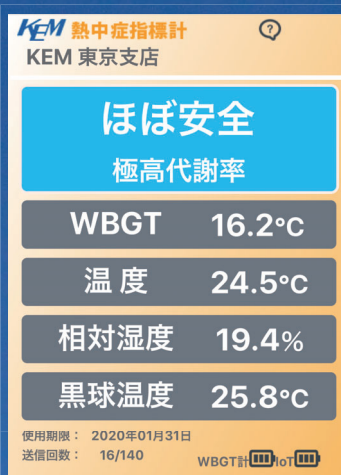 KEM 熱中症指標計 ?
KEM 東京支店
ほぼ安全
極高代謝率
WBGT 16.2℃
温度 24.5℃
相対湿度 19.4%
黒球温度 25.8℃
使用期限： 2020年01月31日
送信回数： 16/140 WBGT計 IoT